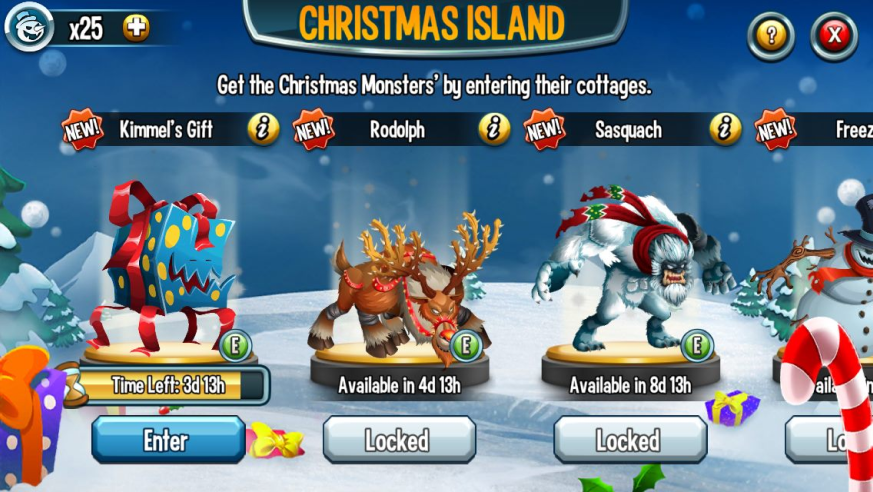 x25
CHRISTMAS ISLAND
?
X
Get the Christmas Monsters' by entering their cottages.
NEW! Kimmel's Gift i
NEW! Rodolph i
NEW! Sasquach i
NEW! Freez
E
E
E
Time Left: 3d 13h
Available in 4d 13h
Available in 8d 13h
Enter
Locked
Locked
Lo